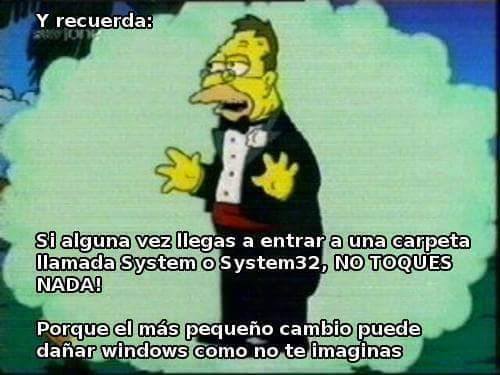 Y recuerda:
Si alguna vez llegas a entrar a una carpeta
llamada System o System32, NO TOQUES
NADA!
Porque el más pequeño cambio puede
dañar windows como no te imaginas